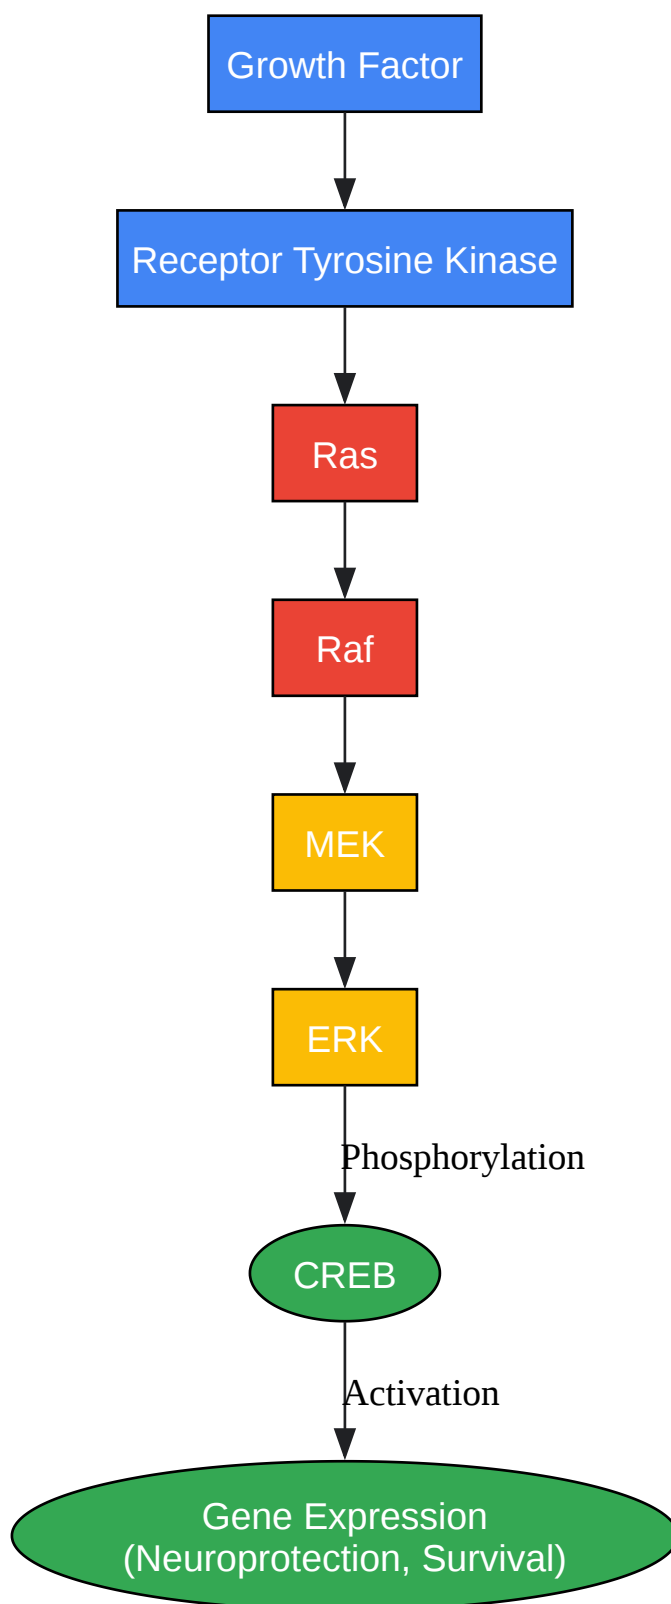 Growth Factor
Receptor Tyrosine Kinase
Ras
Raf
MEK
ERK
Phosphorylation
CREB
Activation
Gene Expression
(Neuroprotection, Survival)